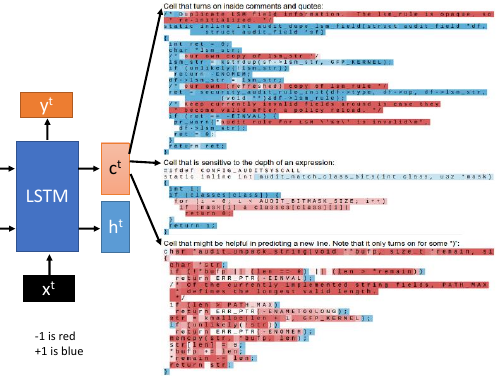 Cell that turns on inside comments and quotes:
/* Duplicate LSM field information. The lsm_rule is opaque, so
* re-initialized. */
static inline int audit_dupe_lsm_field(struct audit_field *df,
struct audit_field *sf)
{
int ret = 0;
char *lsm_str;
/* our own copy of lsm_str */
lsm_str = kstrdup(sf->lsm_str, GFP_KERNEL);
if (unlikely(!lsm_str))
return -ENOMEM;
df->lsm_str = lsm_str;
/* our own (refreshed) copy of lsm_rule */
ret = security_audit_rule_init(df->type, df->op, df->lsm_str,
(void **)&df->lsm_rule);
/* Keep currently invalid fields around in case they
* become valid after a policy reload. */
if (ret == -EINVAL) {
pr_warn("audit rule for LSM \'%s\' is invalid\n",
df->lsm_str);
ret = 0;
}
return ret;
}
Cell that is sensitive to the depth of an expression:
#ifdef CONFIG_AUDITSYSCALL
static inline int audit_match_class_bits(int class, u32 *mask)
{
int i;
if (classes[class]) {
for (i = 0; i < AUDIT_BITMASK_SIZE; i++)
if (mask[i] & classes[class][i])
return 0;
}
return 1;
}
Cell that might be helpful in predicting a new line. Note that it only turns on for some ")":
char *audit_unpack_string(void **bufp, size_t *remain, si
{
char *str;
if (!*bufp || (len == 0) || (len > *remain))
return ERR_PTR(-EINVAL);
/* Of the currently implemented string fields, PATH_MAX
* defines the longest valid length.
*/
if (len > PATH_MAX)
return ERR_PTR(-ENAMETOOLONG);
str = kmalloc(len + 1, GFP_KERNEL);
if (unlikely(!str))
return ERR_PTR(-ENOMEM);
memcpy(str, *bufp, len);
str[len] = 0;
*bufp += len;
*remain -= len;
return str;
}
y^t
LSTM
c^t
h^t
x^t
-1 is red
+1 is blue